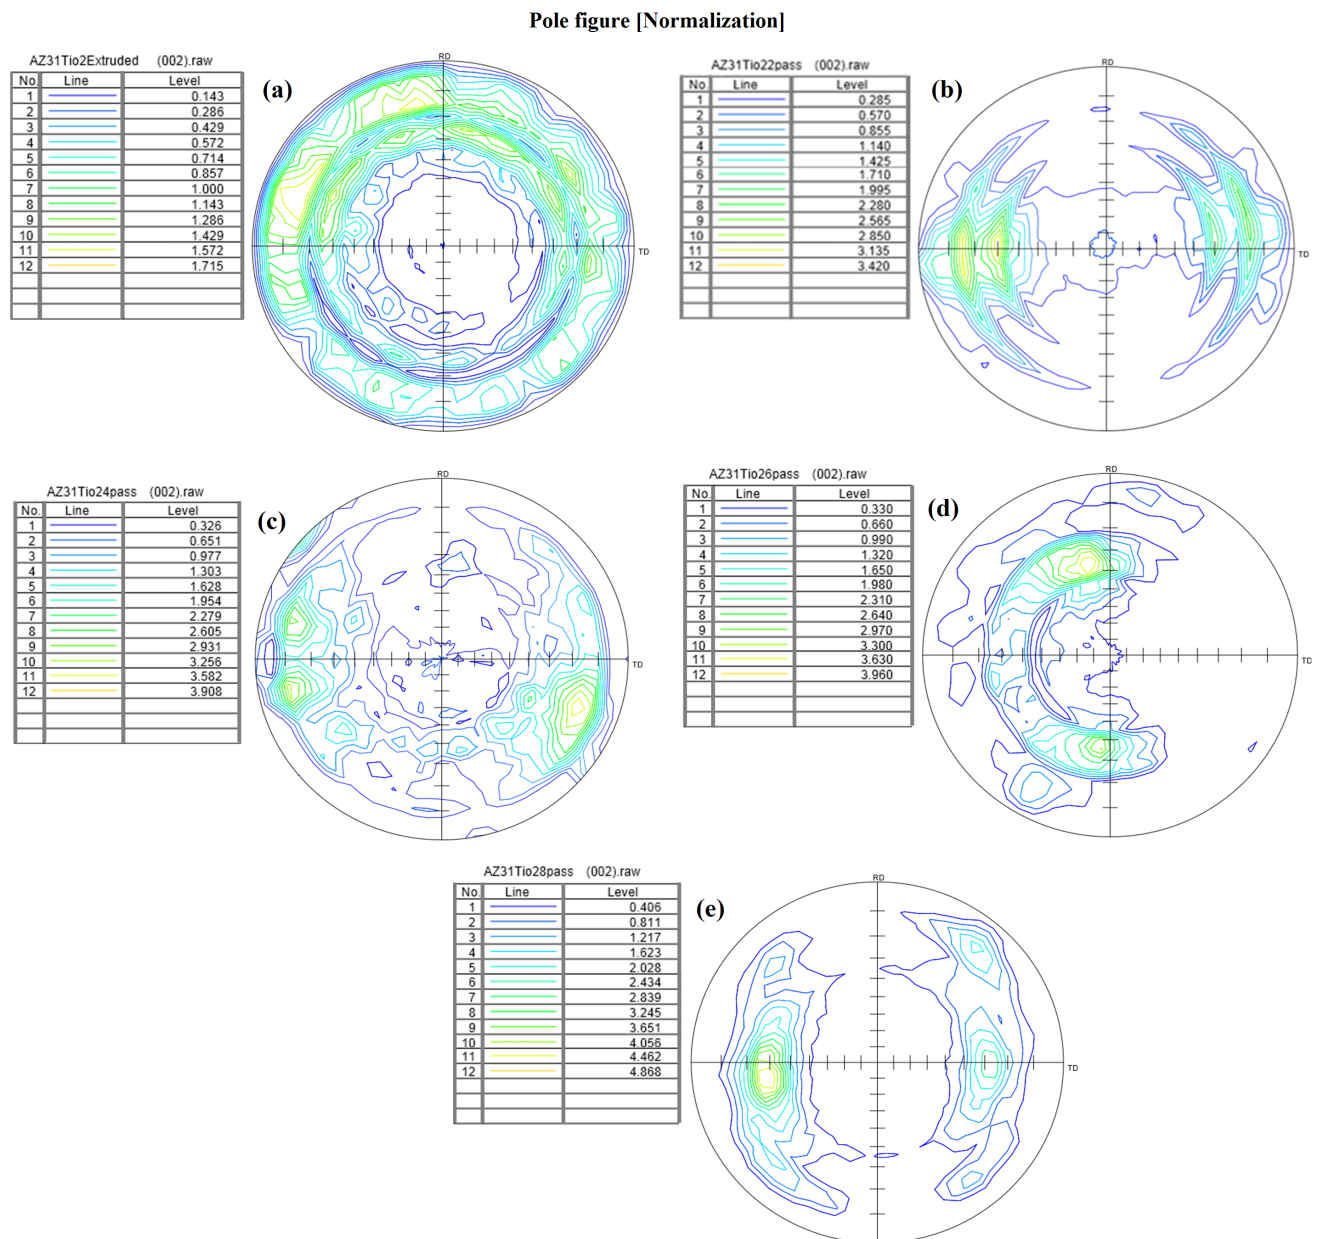 Pole figure [Normalization]
AZ31Tio2Extruded (002).raw
No. Line Level
1 0.143
2 0.286
3 0.429
4 0.572
5 0.714
6 0.857
7 1.000
8 1.143
9 1.286
10 1.429
11 1.572
12 1.715
(a)
RD
TD
AZ31Tio22pass (002).raw
No. Line Level
1 0.285
2 0.570
3 0.855
4 1.140
5 1.425
6 1.710
7 1.995
8 2.280
9 2.565
10 2.850
11 3.135
12 3.420
(b)
RD
TD
AZ31Tio24pass (002).raw
No. Line Level
1 0.326
2 0.651
3 0.977
4 1.303
5 1.628
6 1.954
7 2.279
8 2.605
9 2.931
10 3.256
11 3.582
12 3.908
(c)
RD
TD
AZ31Tio26pass (002).raw
No. Line Level
1 0.330
2 0.660
3 0.990
4 1.320
5 1.650
6 1.980
7 2.310
8 2.640
9 2.970
10 3.300
11 3.630
12 3.960
(d)
RD
TD
AZ31Tio28pass (002).raw
No. Line Level
1 0.406
2 0.811
3 1.217
4 1.623
5 2.028
6 2.434
7 2.839
8 3.245
9 3.651
10 4.056
11 4.462
12 4.868
(e)
RD
TD